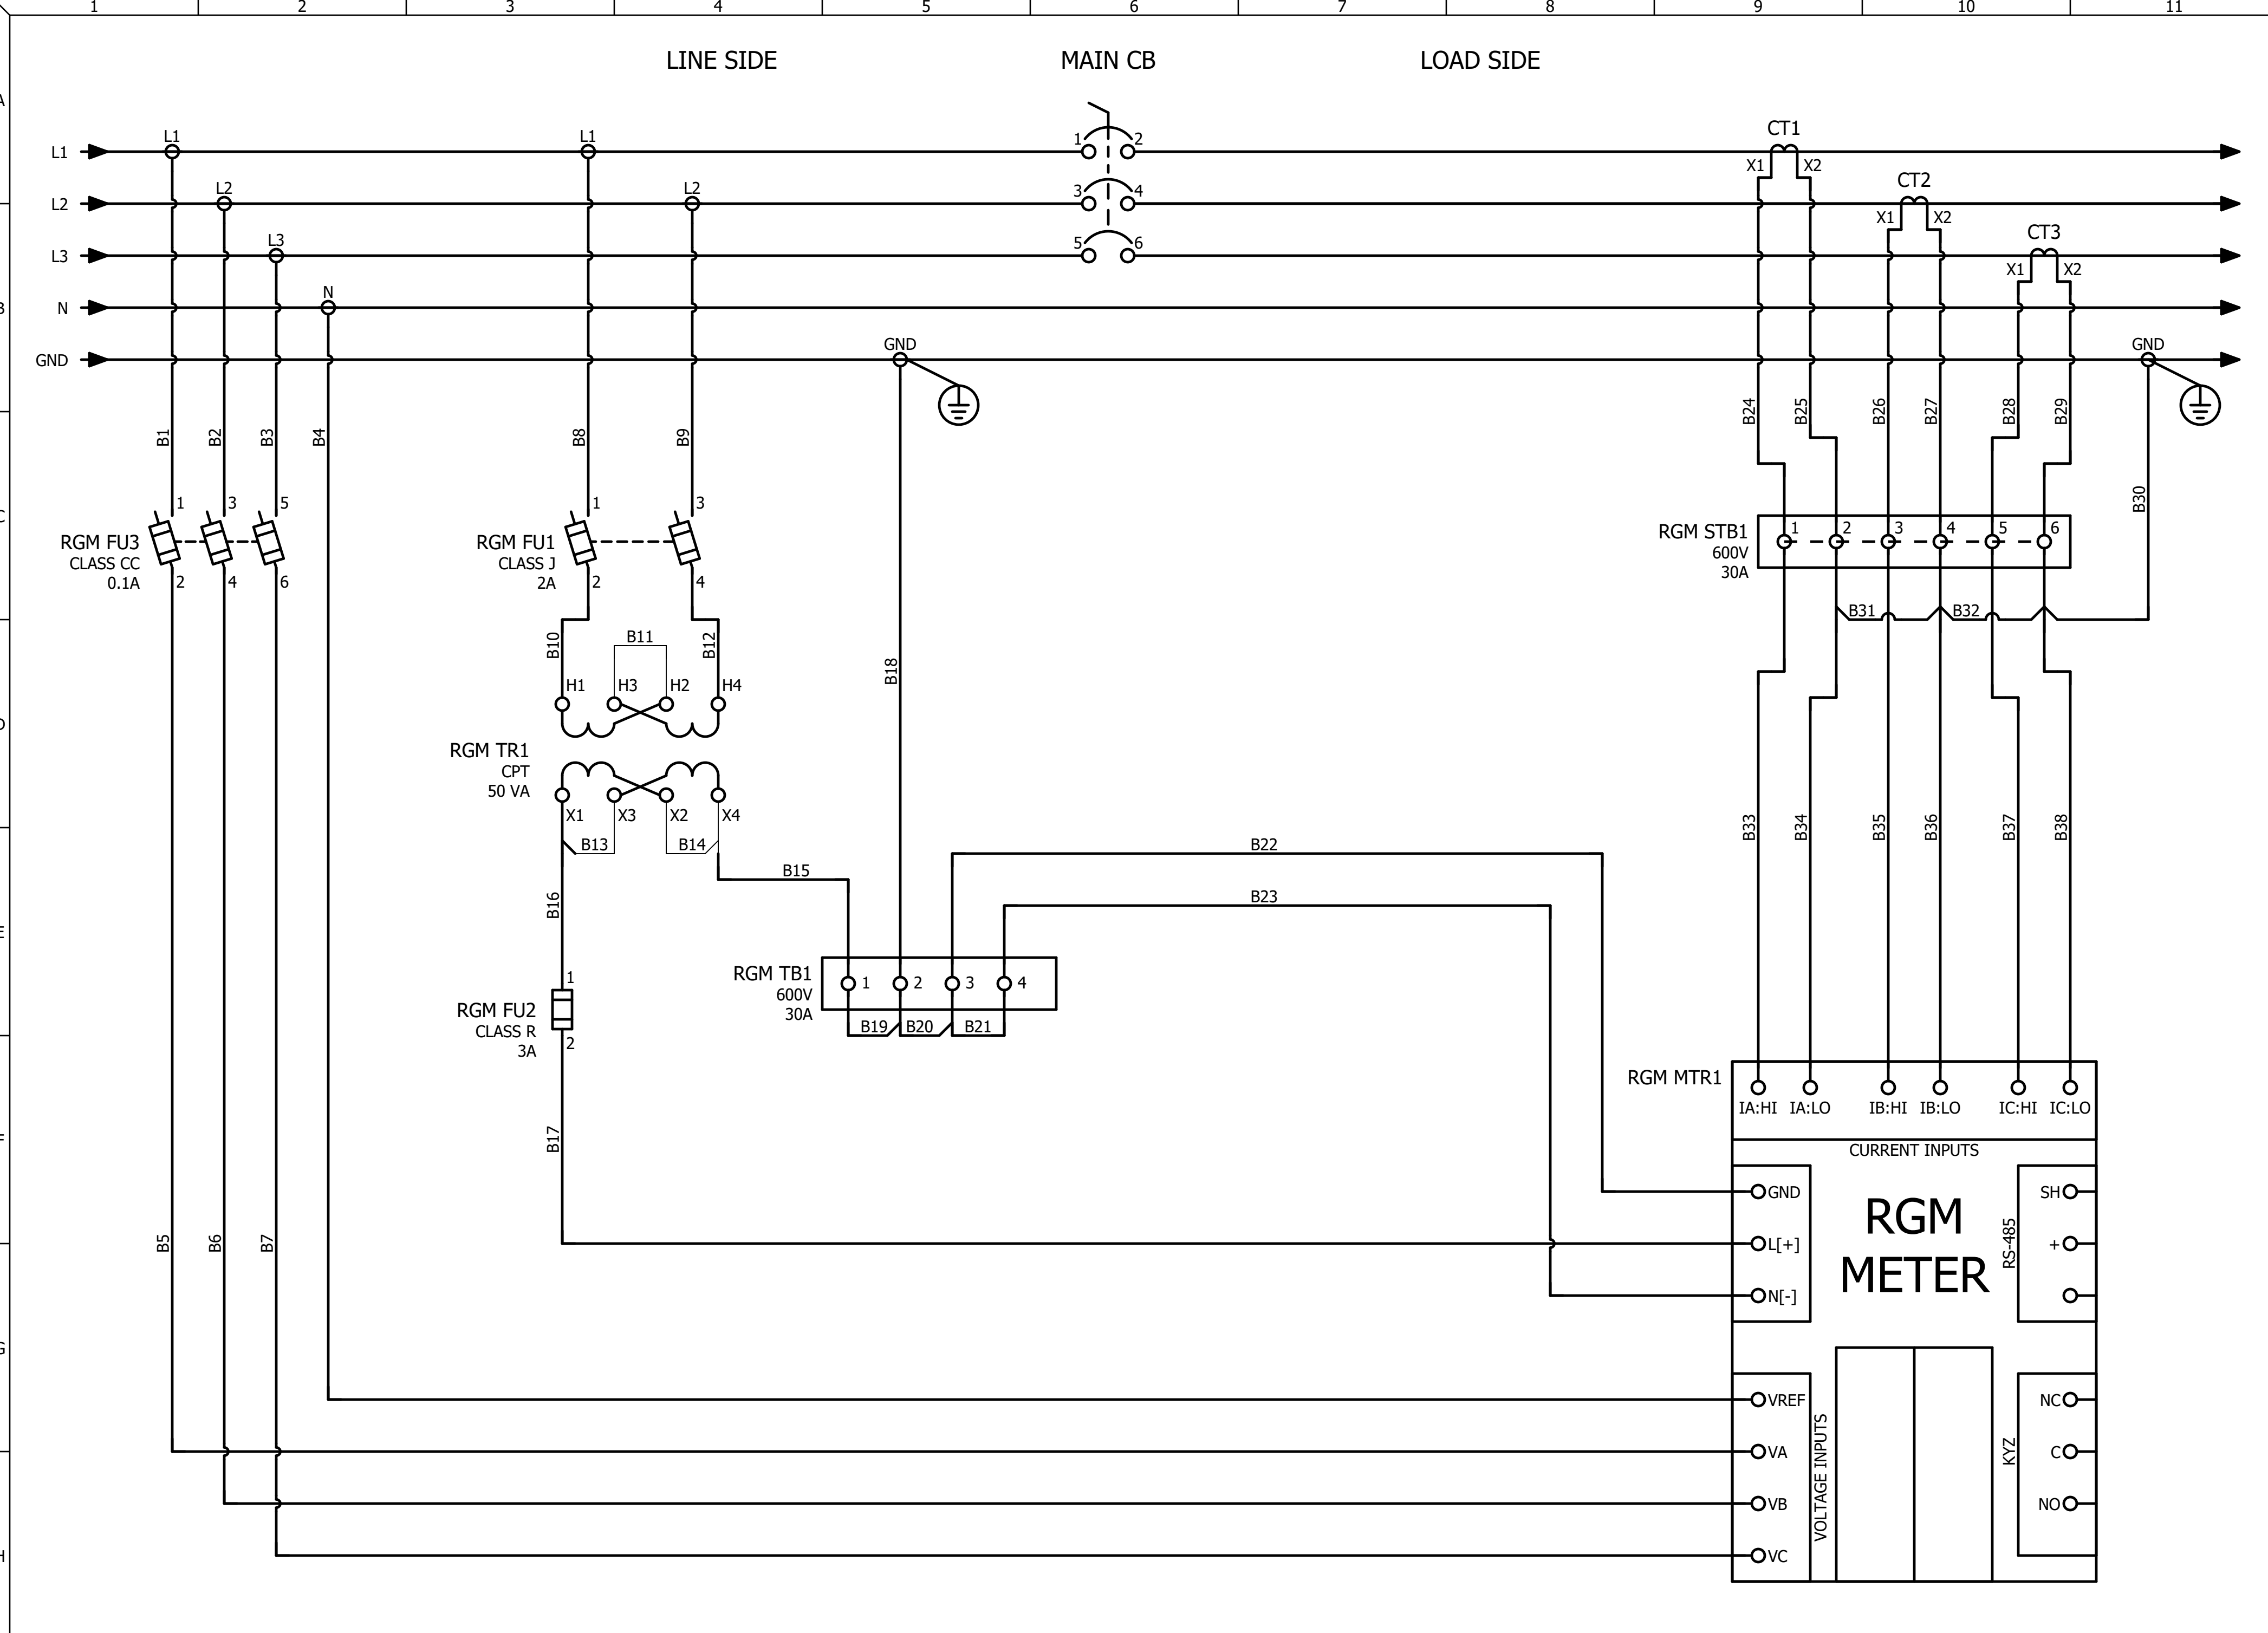 1 2 3 4 5 6 7 8 9 10 11
LINE SIDE MAIN CB LOAD SIDE
A
L1 L1 L1 1 2 CT1
X1 X2
L2 L2 L2 3 4 CT2
X1 X2
L3 L3 5 6 CT3
X1 X2
B
N N
GND GND GND
B1 B2 B3 B4 B8 B9 B24 B25 B26 B27 B28 B29
B30
C
1 3 5 1 3
RGM FU3
CLASS CC
0.1A
2 4 6
RGM FU1
CLASS J
2A
2 4
RGM STB1
600V
30A
1 2 3 4 5 6
B31 B32
B10 B11 B12
B18
H1 H3 H2 H4
D
RGM TR1
CPT
50 VA
X1 X3 X2 X4
B13 B14
B15
B22
B33 B34 B35 B36 B37 B38
B16
B23
E
RGM TB1
600V
30A
1 2 3 4
B19 B20 B21
1
RGM FU2
CLASS R
3A
2
RGM MTR1
IA:HI IA:LO IB:HI IB:LO IC:HI IC:LO
CURRENT INPUTS
F
B17
GND
L[+]
N[-]
RGM
METER
RS-485
SH
+
B5 B6 B7
G
VREF
VA
VB
VC
VOLTAGE INPUTS
KYZ
NC
C
NO
H